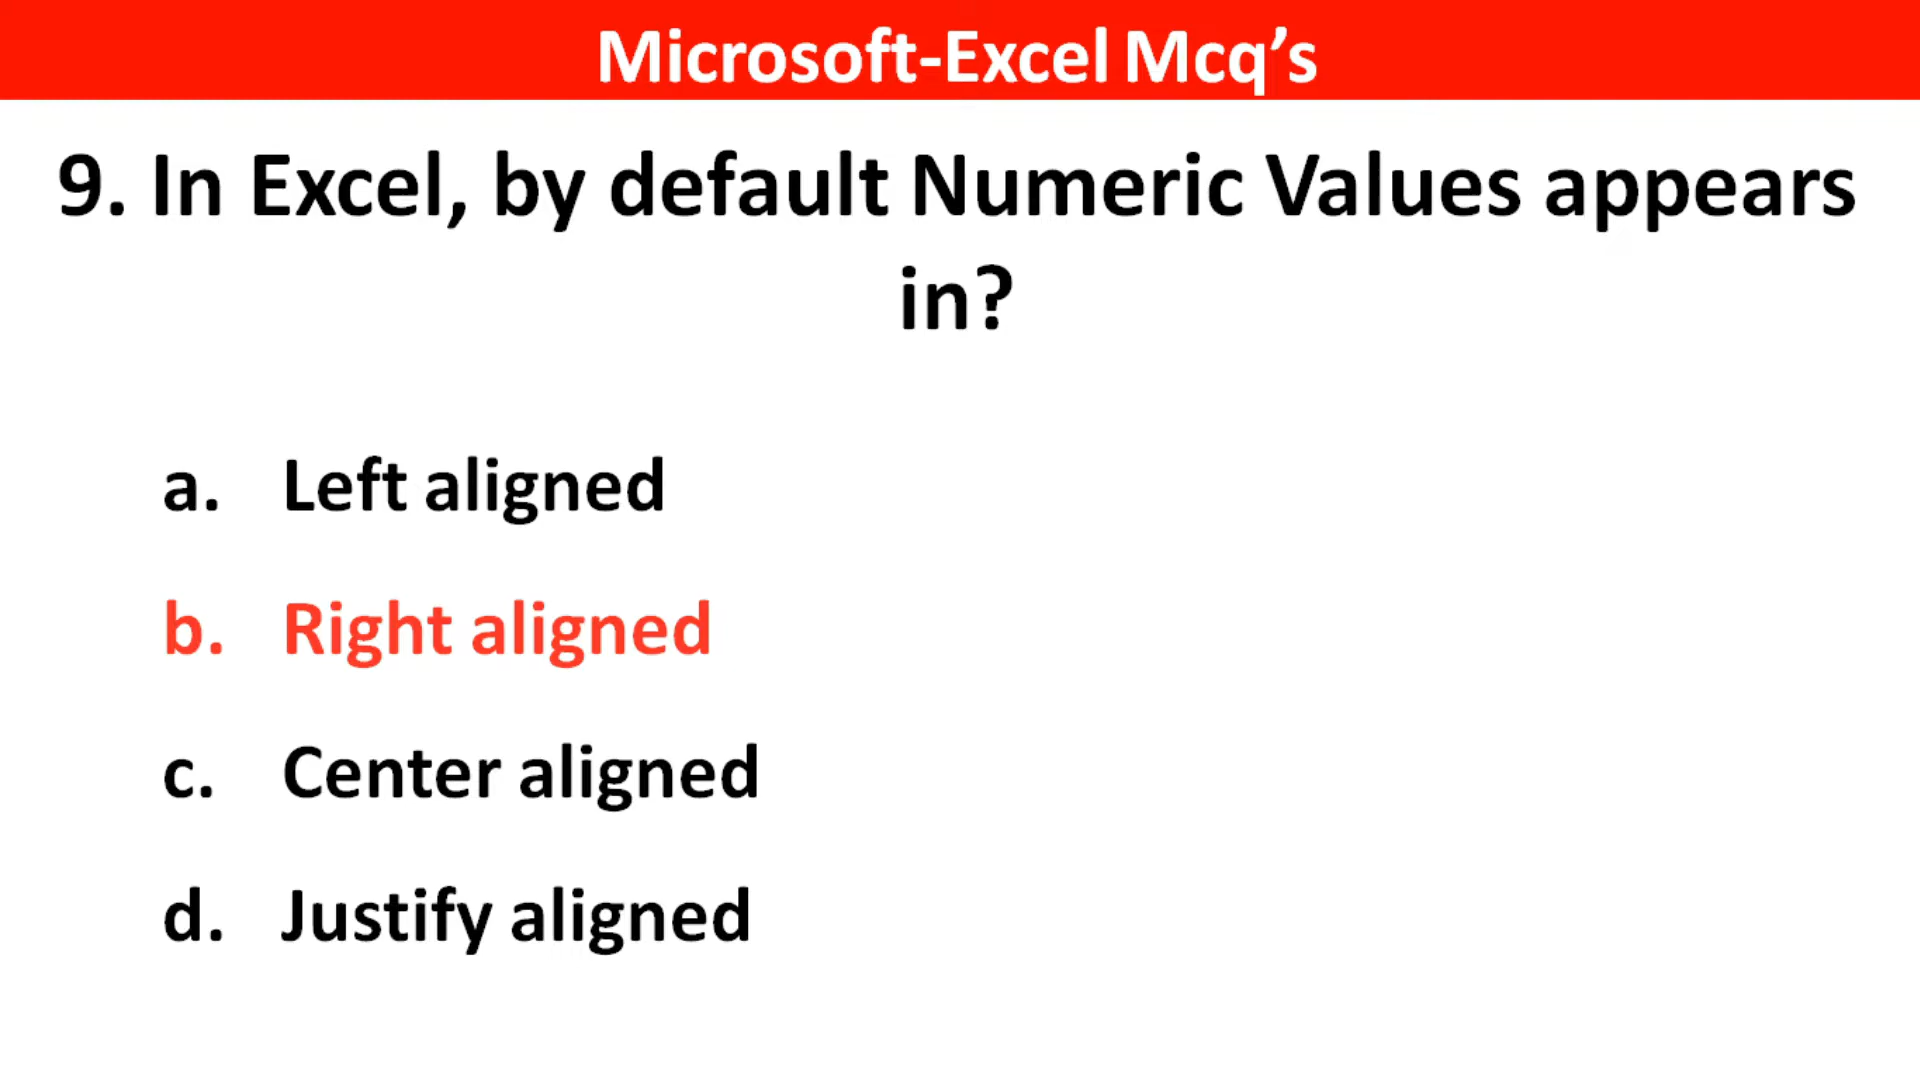 Microsoft-Excel Mcq’s
9. In Excel, by default Numeric Values appears
in?
a. Left aligned
b. Right aligned
c. Center aligned
d. Justify aligned